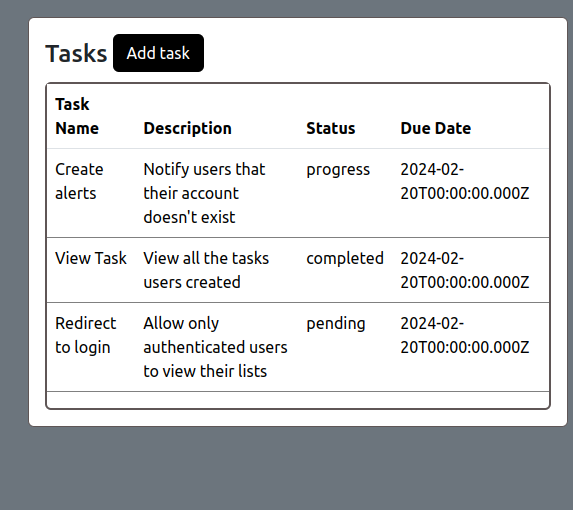 Tasks Add task
Task
Name Description Status Due Date
Create Notify users that progress 2024-02-
alerts their account 20T00:00:00.000Z
doesn't exist
View Task View all the tasks completed 2024-02-
users created 20T00:00:00.000Z
Redirect Allow only pending 2024-02-
to login authenticated users 20T00:00:00.000Z
to view their lists